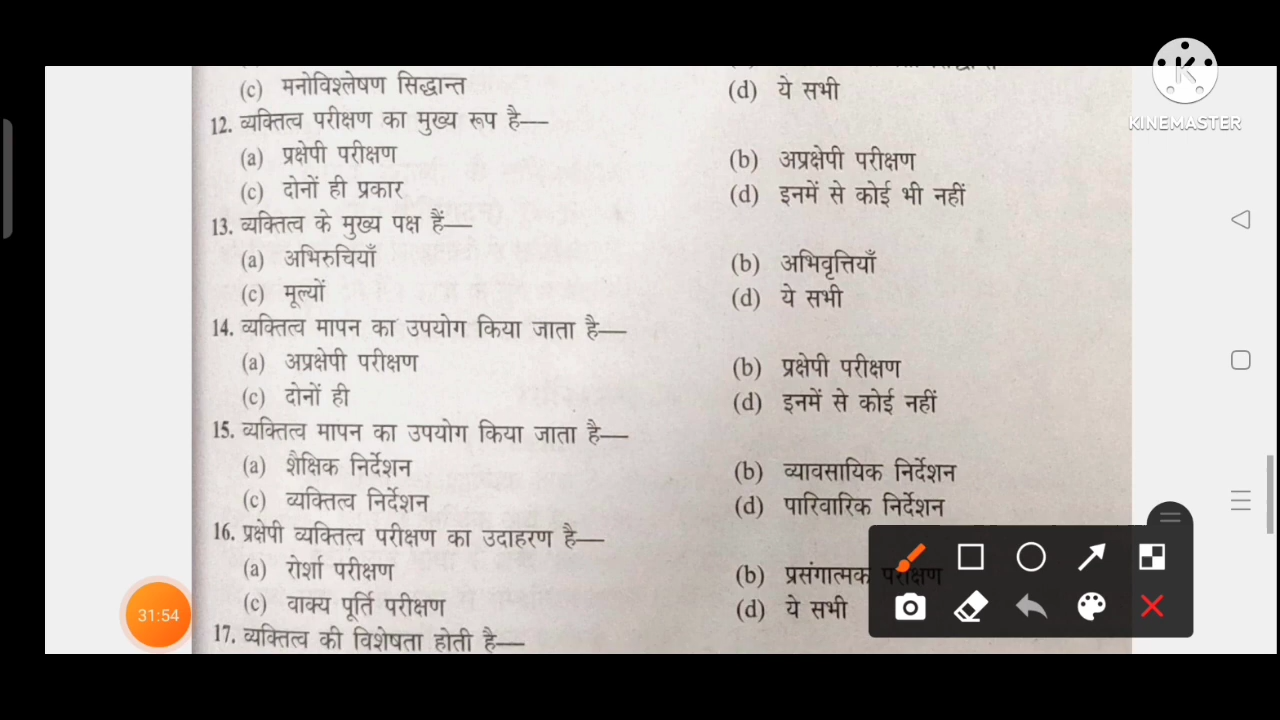 (c) मनोविश्लेषण सिद्धान्त (d) ये सभी
KINEMASTER
12. व्यक्तित्व परीक्षण का मुख्य रूप है—
(a) प्रक्षेपी परीक्षण (b) अप्रक्षेपी परीक्षण
(c) दोनों ही प्रकार (d) इनमें से कोई भी नहीं
13. व्यक्तित्व के मुख्य पक्ष हैं—
(a) अभिरुचियाँ (b) अभिवृत्तियाँ
(c) मूल्यों (d) ये सभी
14. व्यक्तित्व मापन का उपयोग किया जाता है—
(a) अप्रक्षेपी परीक्षण (b) प्रक्षेपी परीक्षण
(c) दोनों ही (d) इनमें से कोई नहीं
15. व्यक्तित्व मापन का उपयोग किया जाता है—
(a) शैक्षिक निर्देशन (b) व्यावसायिक निर्देशन
(c) व्यक्तित्व निर्देशन (d) पारिवारिक निर्देशन
16. प्रक्षेपी व्यक्तित्व परीक्षण का उदाहरण है—
(a) रोर्शा परीक्षण (b) प्रसंगात्मक परीक्षण
(c) वाक्य पूर्ति परीक्षण (d) ये सभी
31:54
17. व्यक्तित्व की विशेषता होती है—